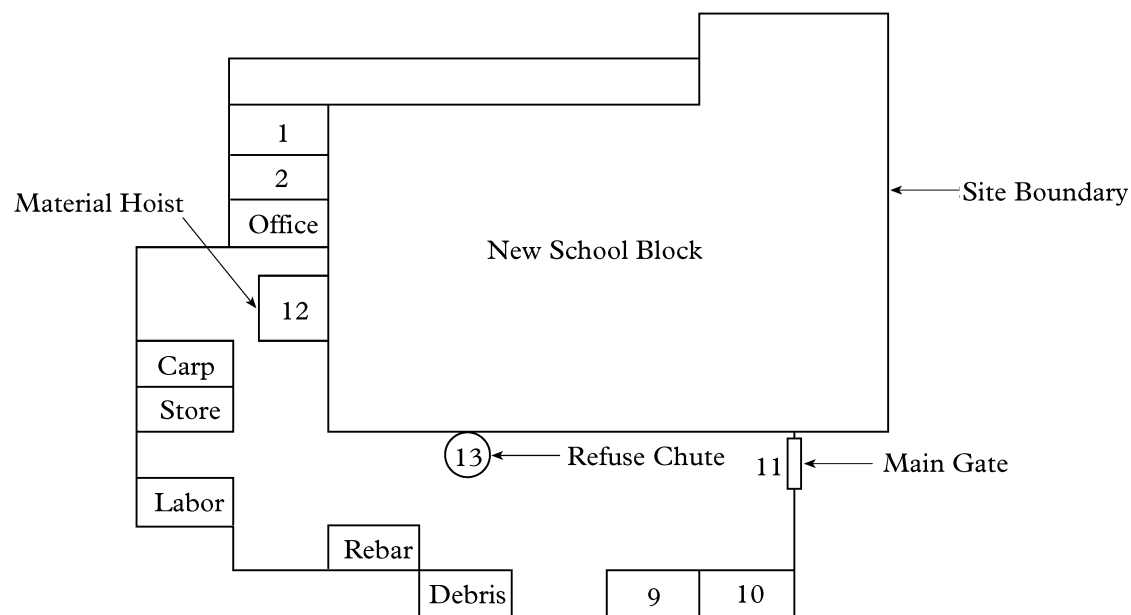 1
2
Material Hoist
Office
Site Boundary
New School Block
12
Carp
Store
13
Refuse Chute
11
Main Gate
Labor
Rebar
Debris
9
10